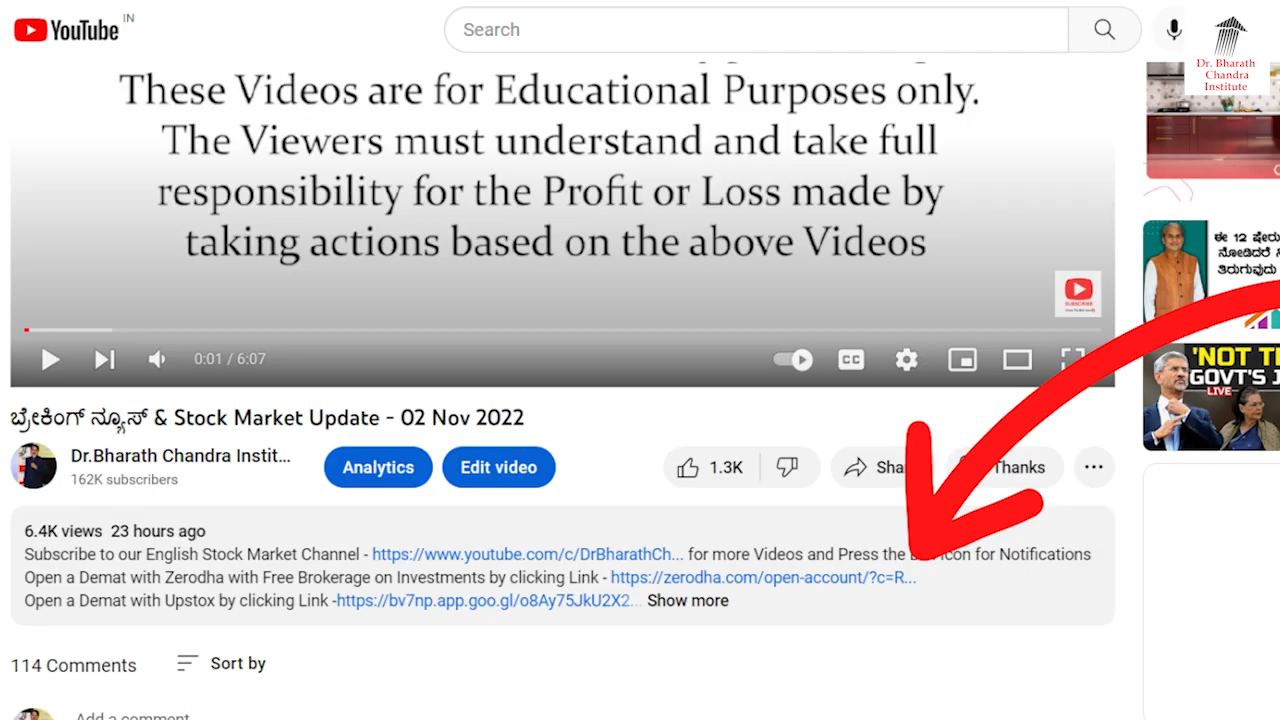 YouTube IN
Search
Dr. Bharath
Chandra
Institute
These Videos are for Educational Purposes only.
The Viewers must understand and take full
responsibility for the Profit or Loss made by
taking actions based on the above Videos
SUBSCRIBE
0:01 / 6:07
CC
ಈ 12 ಷೇರು
ನೋಡಿದರೆ
ತಿರುಗುವುದು
'NOT
GOVT'S
LIVE
ಬ್ರೇಕಿಂಗ್ ನ್ಯೂಸ್ & Stock Market Update - 02 Nov 2022
Dr.Bharath Chandra Instit...
162K subscribers
Analytics
Edit video
1.3K
Thanks
6.4K views 23 hours ago
Subscribe to our English Stock Market Channel - https://www.youtube.com/c/DrBharathCh... for more Videos and Press the icon for Notifications
Open a Demat with Zerodha with Free Brokerage on Investments by clicking Link - https://zerodha.com/open-account/?c=R...
Open a Demat with Upstox by clicking Link -https://bv7np.app.goo.gl/o8Ay75JkU2X2... Show more
114 Comments
Sort by
Add a comment